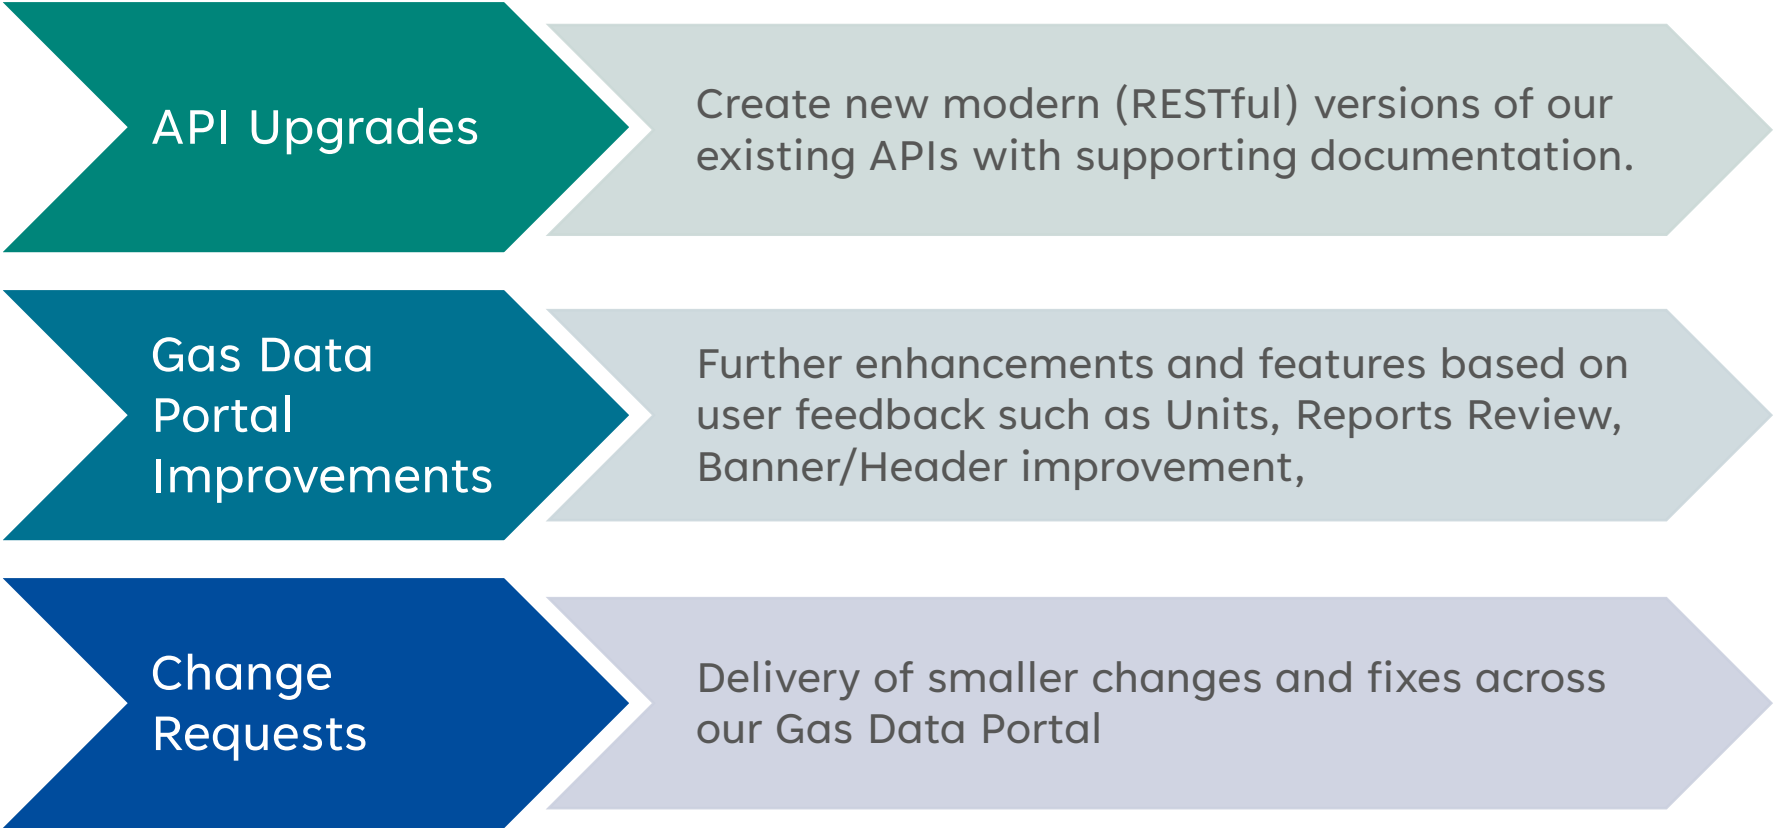 API Upgrades
Create new modern (RESTful) versions of our
existing APIs with supporting documentation.
Gas Data
Portal
Improvements
Further enhancements and features based on
user feedback such as Units, Reports Review,
Banner/Header improvement,
Change
Requests
Delivery of smaller changes and fixes across
our Gas Data Portal